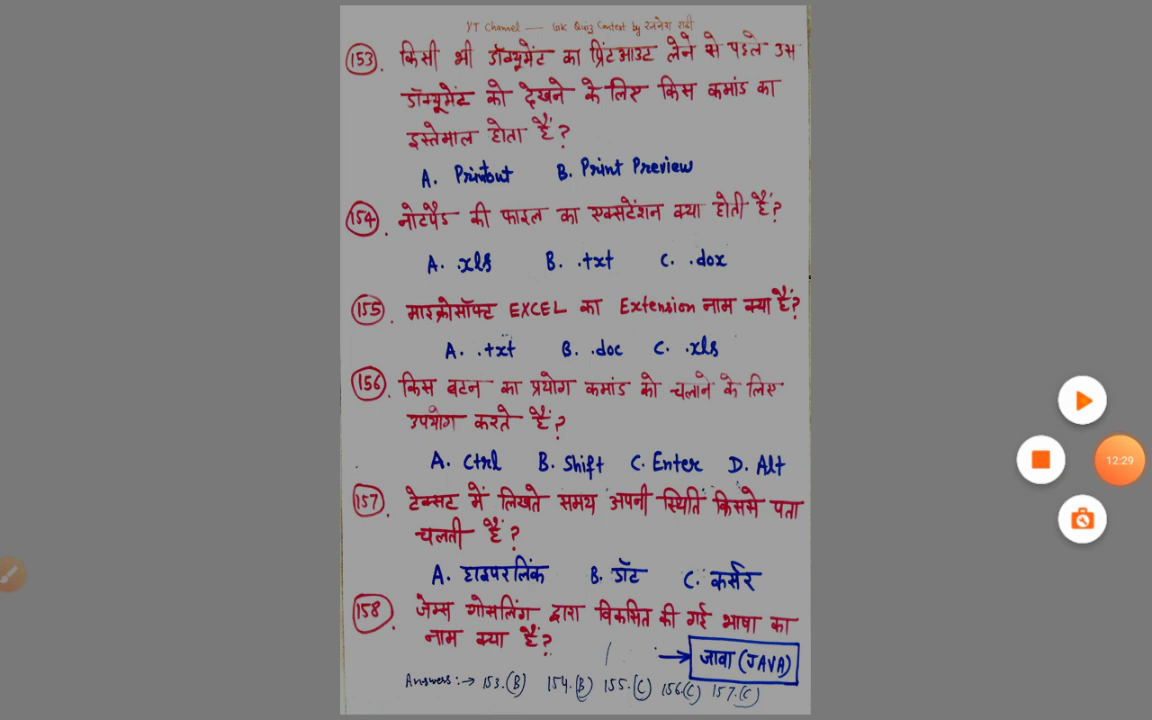 YT Channel — Gk Quiz Contest by रजनेश राठी
153. किसी भी डॉक्यूमेंट का प्रिंटआउट लेने से पहले उस
डॉक्यूमेंट को देखने के लिए किस कमांड का
इस्तेमाल होता हैं?
A. Printout B. Print Preview
154. नोटपैड की फाइल का एक्सटेंशन क्या होती हैं?
A. .xls B. .txt C. .dox
155. माइक्रोसॉफ्ट EXCEL का Extension नाम क्या हैं?
A. .txt B. .doc C. .xls
156. किस बटन का प्रयोग कमांड को चलाने के लिए
उपयोग करते हैं?
A. Ctrl B. Shift C. Enter D. Alt
157. टेक्सट में लिखते समय अपनी स्थिति किससे पता
चलती हैं?
A. हाइपरलिंक B. डॉट C. कर्सर
158. जेम्स गोसलिंग द्वारा विकसित की गई भाषा का
नाम क्या हैं?
→ जावा (JAVA)
Answers:→ 153.(B) 154.(B) 155.(C) 156.(C) 157.(C)
12:29